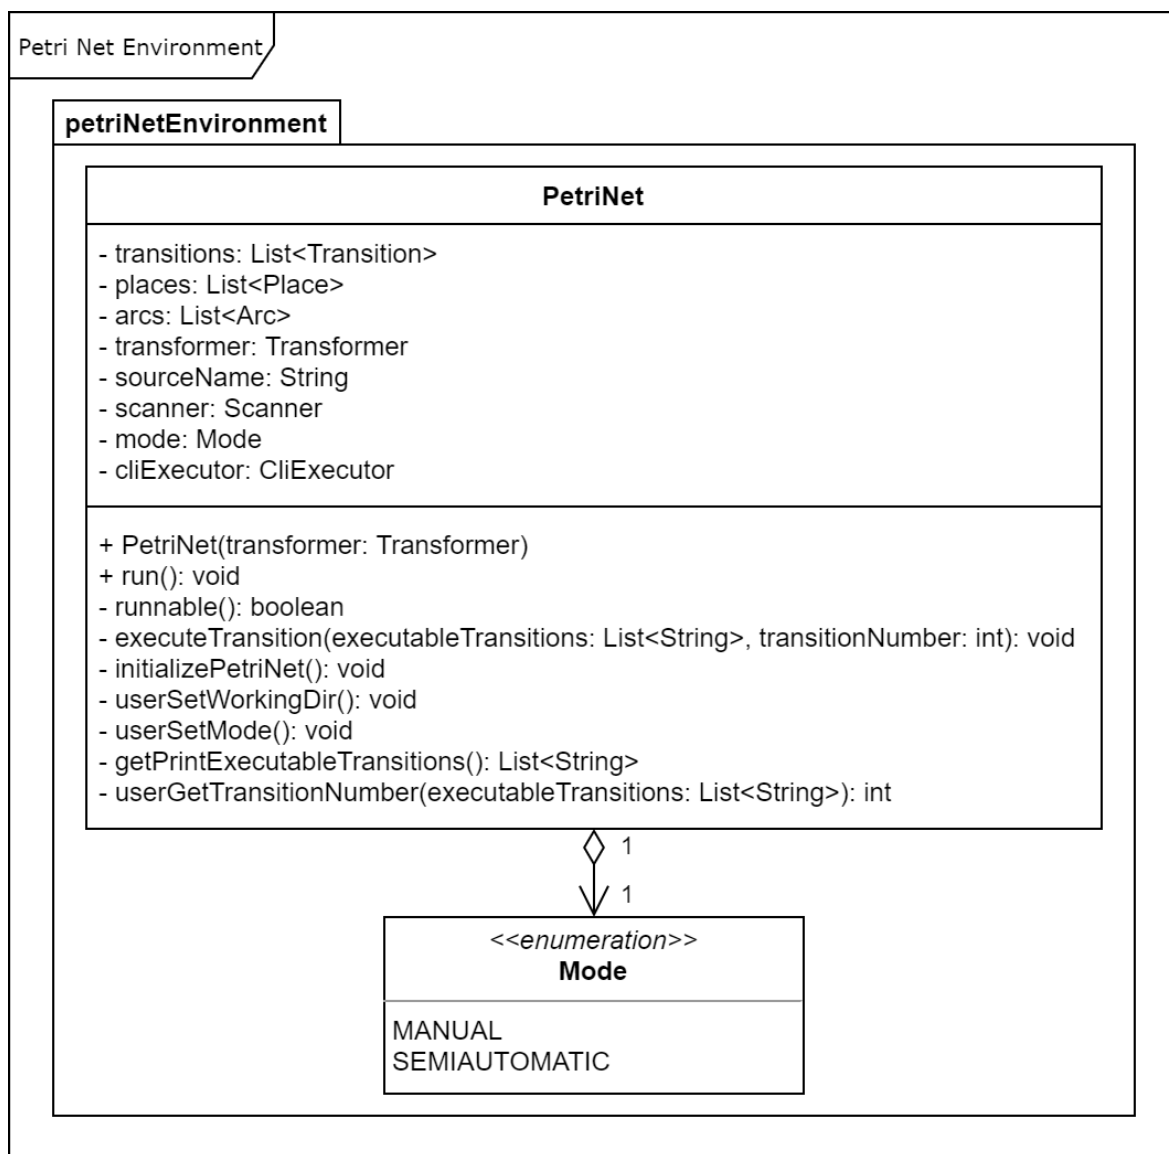 Petri Net Environment
petriNetEnvironment
PetriNet
- transitions: List<Transition>
- places: List<Place>
- arcs: List<Arc>
- transformer: Transformer
- sourceName: String
- scanner: Scanner
- mode: Mode
- cliExecutor: CliExecutor
+ PetriNet(transformer: Transformer)
+ run(): void
- runnable(): boolean
- executeTransition(executableTransitions: List<String>, transitionNumber: int): void
- initializePetriNet(): void
- userSetWorkingDir(): void
- userSetMode(): void
- getPrintExecutableTransitions(): List<String>
- userGetTransitionNumber(executableTransitions: List<String>): int
1
1
<<enumeration>>
Mode
MANUAL
SEMIAUTOMATIC